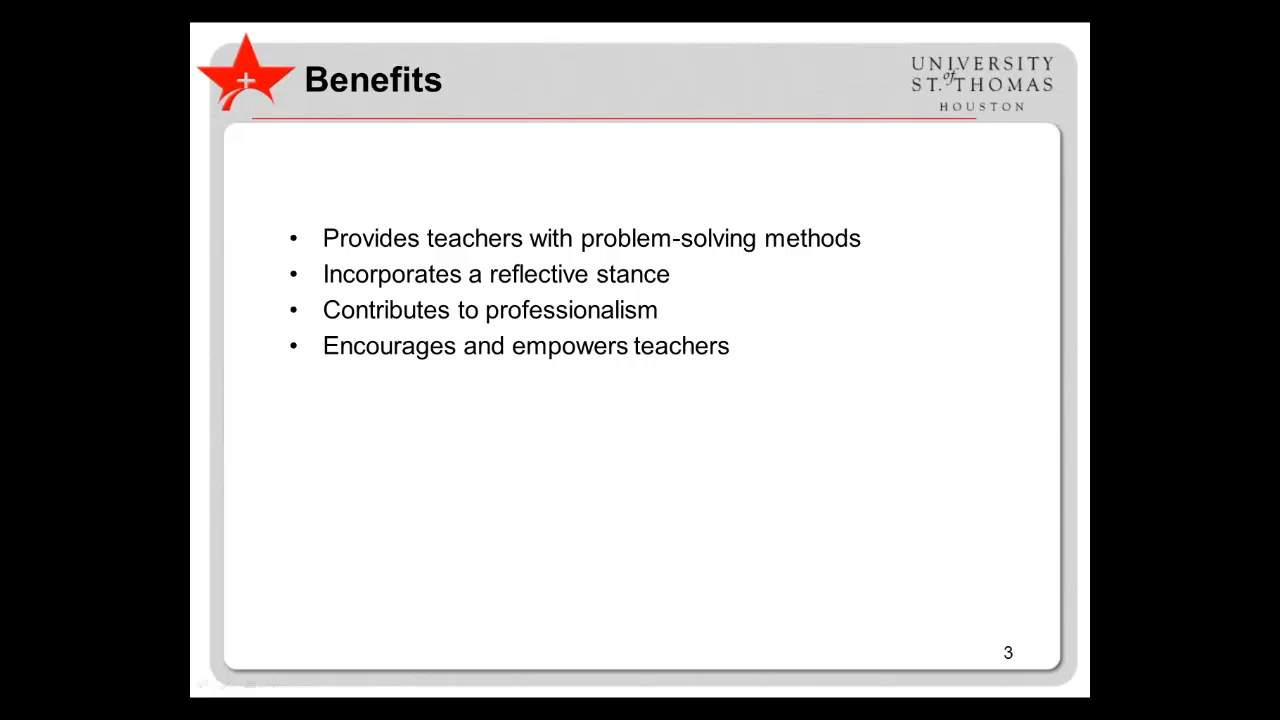 Benefits
UNIVERSITY
of
ST. THOMAS
HOUSTON
• Provides teachers with problem-solving methods
• Incorporates a reflective stance
• Contributes to professionalism
• Encourages and empowers teachers
3